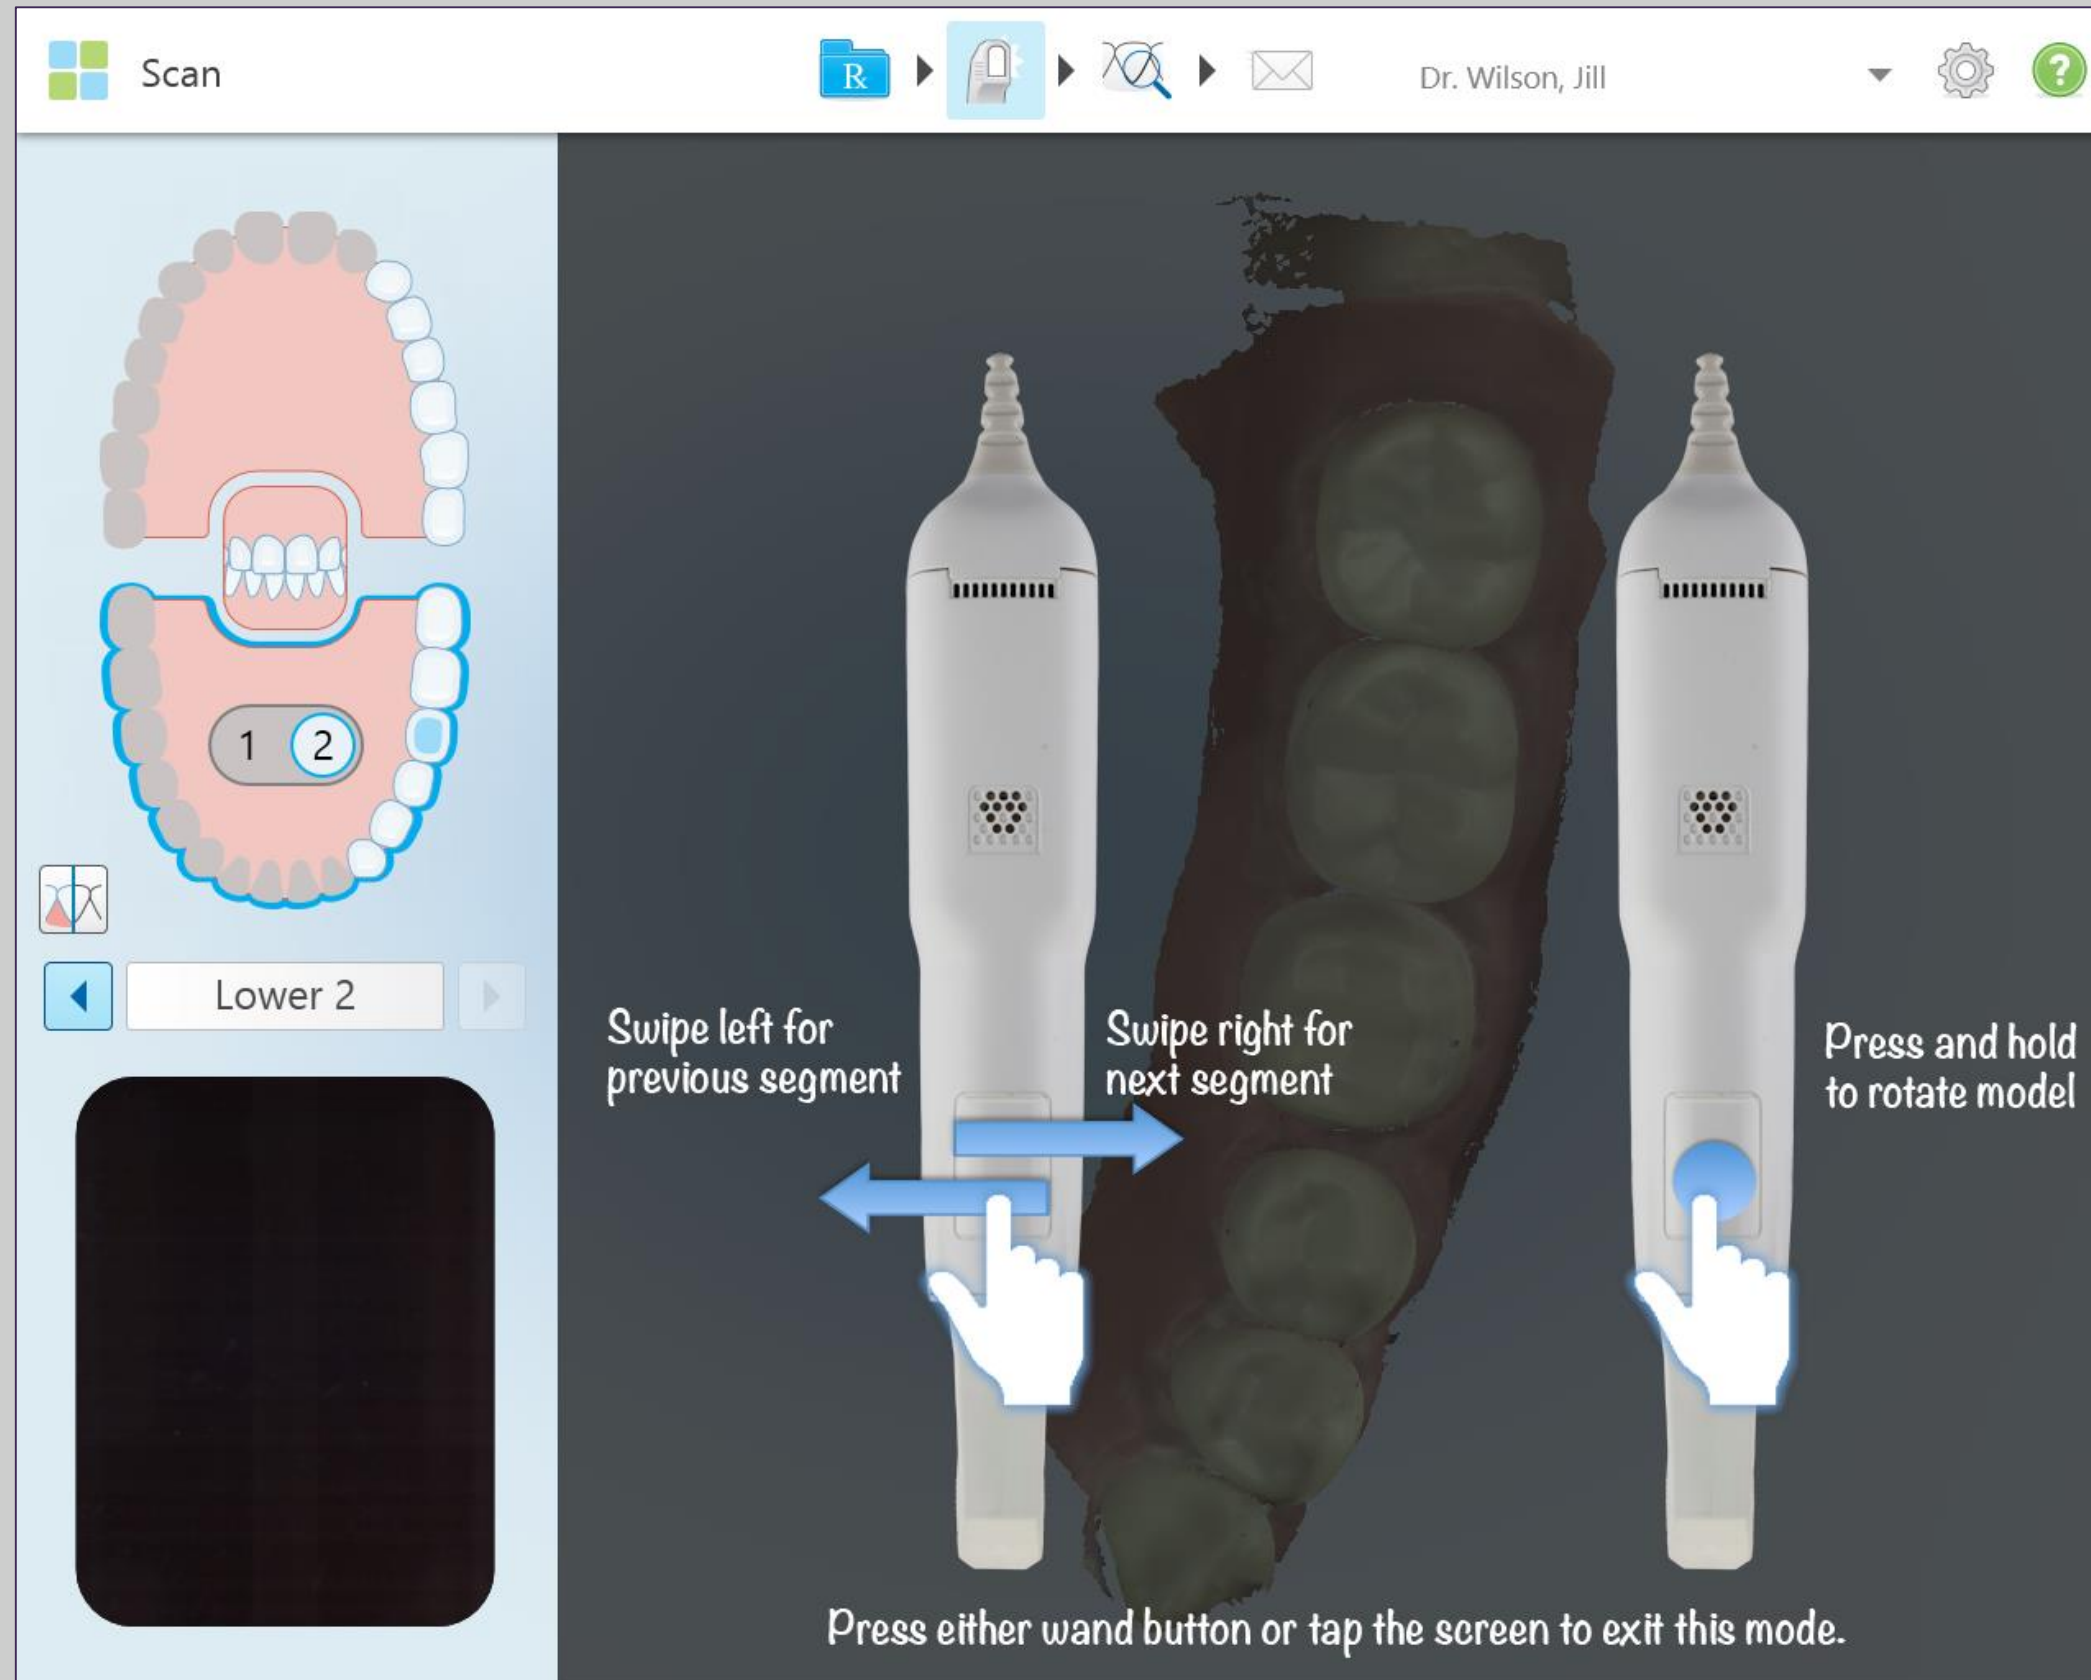 Scan
Rx
Dr. Wilson, Jill
?
1 2
Lower 2
Swipe left for
previous segment
Swipe right for
next segment
Press and hold
to rotate model
Press either wand button or tap the screen to exit this mode.